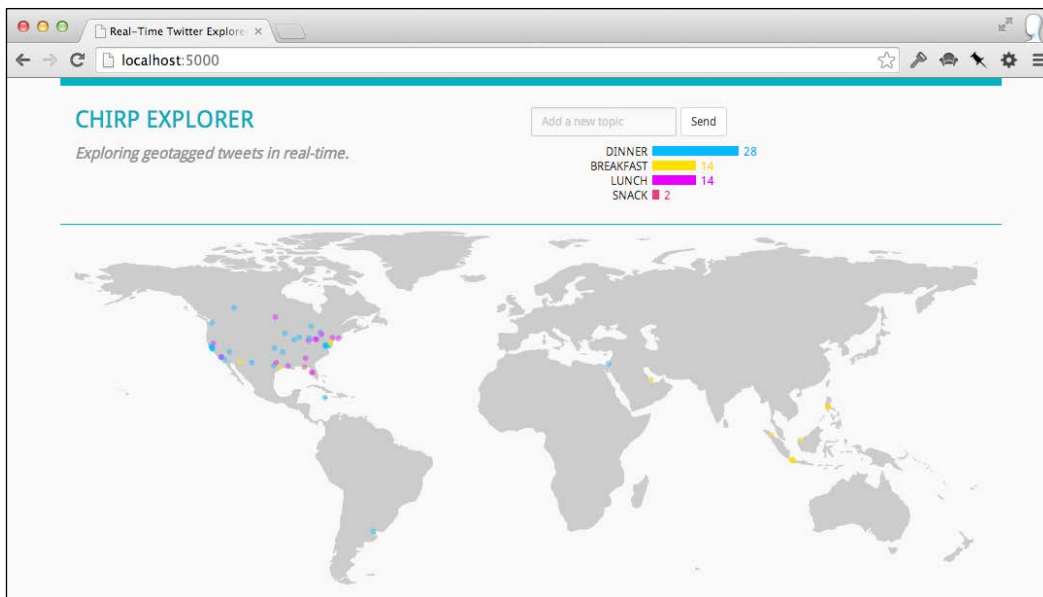 Real-Time Twitter Explore
localhost:5000
CHIRP EXPLORER
Exploring geotagged tweets in real-time.
Add a new topic
Send
DINNER 28
BREAKFAST 14
LUNCH 14
SNACK 2